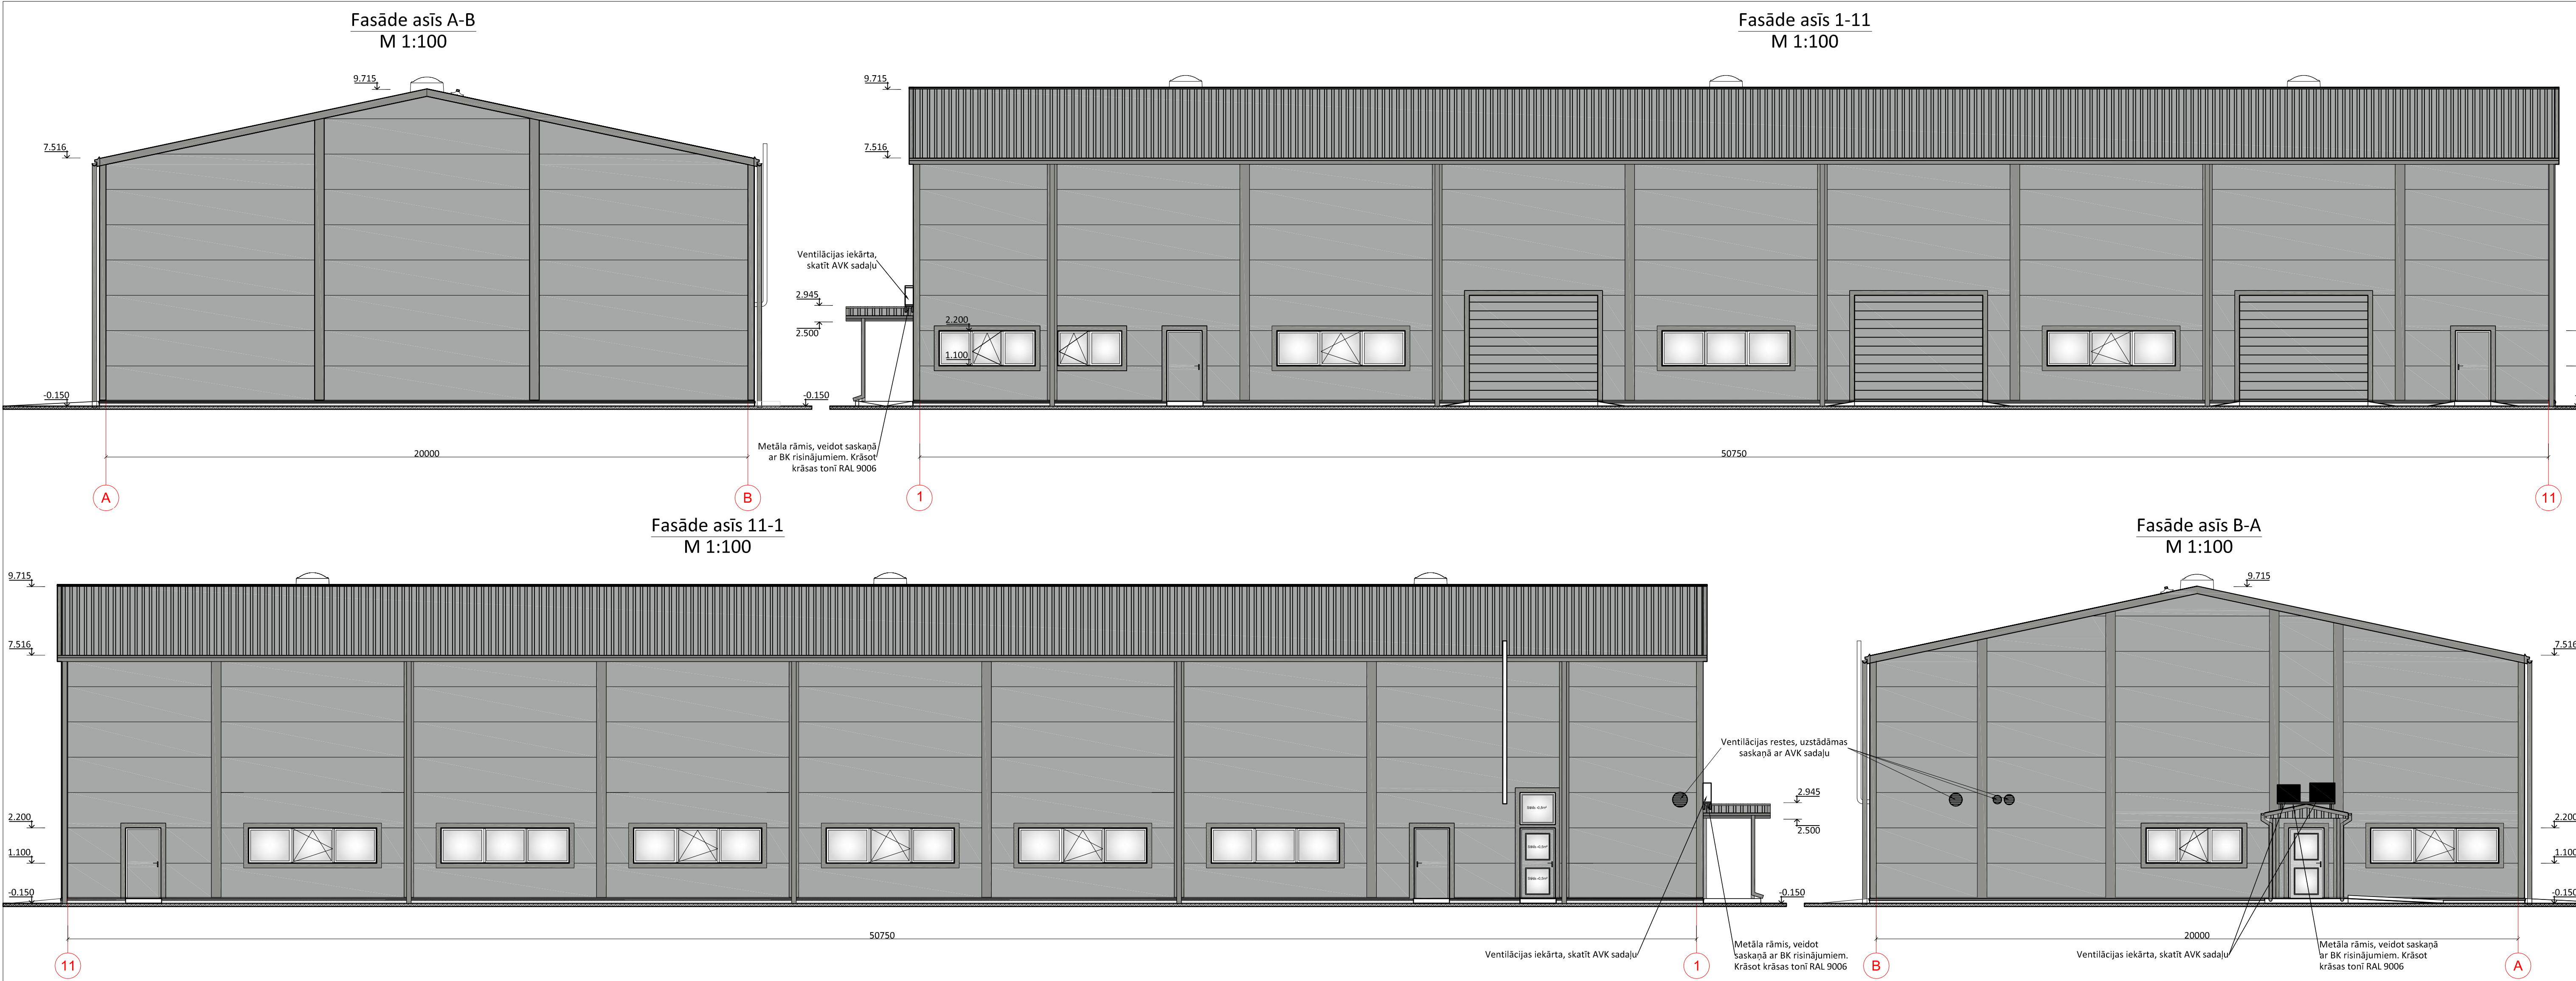 Fasāde asīs A-B
M 1:100
9.715
7.516
-0.150
20000
A
B
Fasāde asīs 1-11
M 1:100
9.715
7.516
Ventilācijas iekārta,
skatīt AVK sadaļu
2.945
2.500
2.200
1.100
-0.150
Metāla rāmis, veidot saskaņā
ar BK risinājumiem. Krāsot
krāsas tonī RAL 9006
50750
1
11
Fasāde asīs 11-1
M 1:100
9.715
7.516
2.200
1.100
-0.150
Ventilācijas restes, uzstādāmas
saskaņā ar AVK sadaļu
2.945
2.500
-0.150
50750
Ventilācijas iekārta, skatīt AVK sadaļu
Metāla rāmis, veidot
saskaņā ar BK risinājumiem.
Krāsot krāsas tonī RAL 9006
11
1
Fasāde asīs B-A
M 1:100
9.715
7.516
2.200
1.100
-0.150
20000
Ventilācijas iekārta, skatīt AVK sadaļu
Metāla rāmis, veidot saskaņā
ar BK risinājumiem. Krāsot
krāsas tonī RAL 9006
B
A